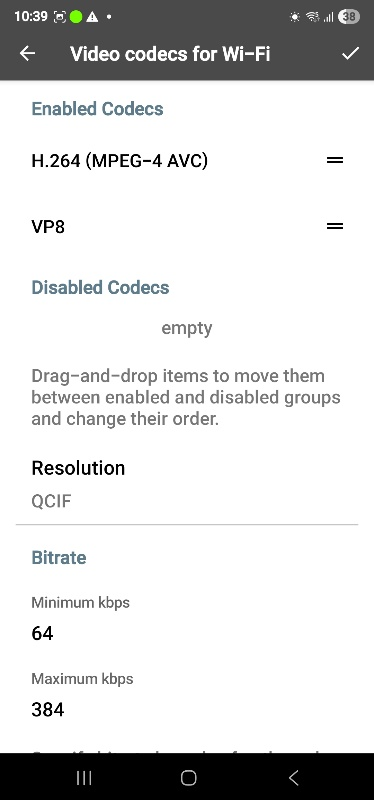 10:39
38
Video codecs for Wi-Fi
Enabled Codecs
H.264 (MPEG-4 AVC)
VP8
Disabled Codecs
empty
Drag-and-drop items to move them
between enabled and disabled groups
and change their order.
Resolution
QCIF
Bitrate
Minimum kbps
64
Maximum kbps
384